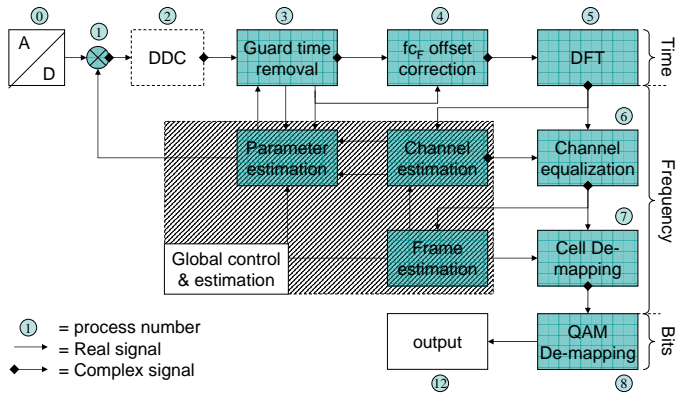 0
1
2
3
4
5
A
D
DDC
Guard time
removal
fcF offset
correction
DFT
Time
6
Parameter
estimation
Channel
estimation
Channel
equalization
Frequency
7
Global control
& estimation
Frame
estimation
Cell De-
mapping
1 = process number
= Real signal
= Complex signal
output
QAM
De-mapping
Bits
12
8